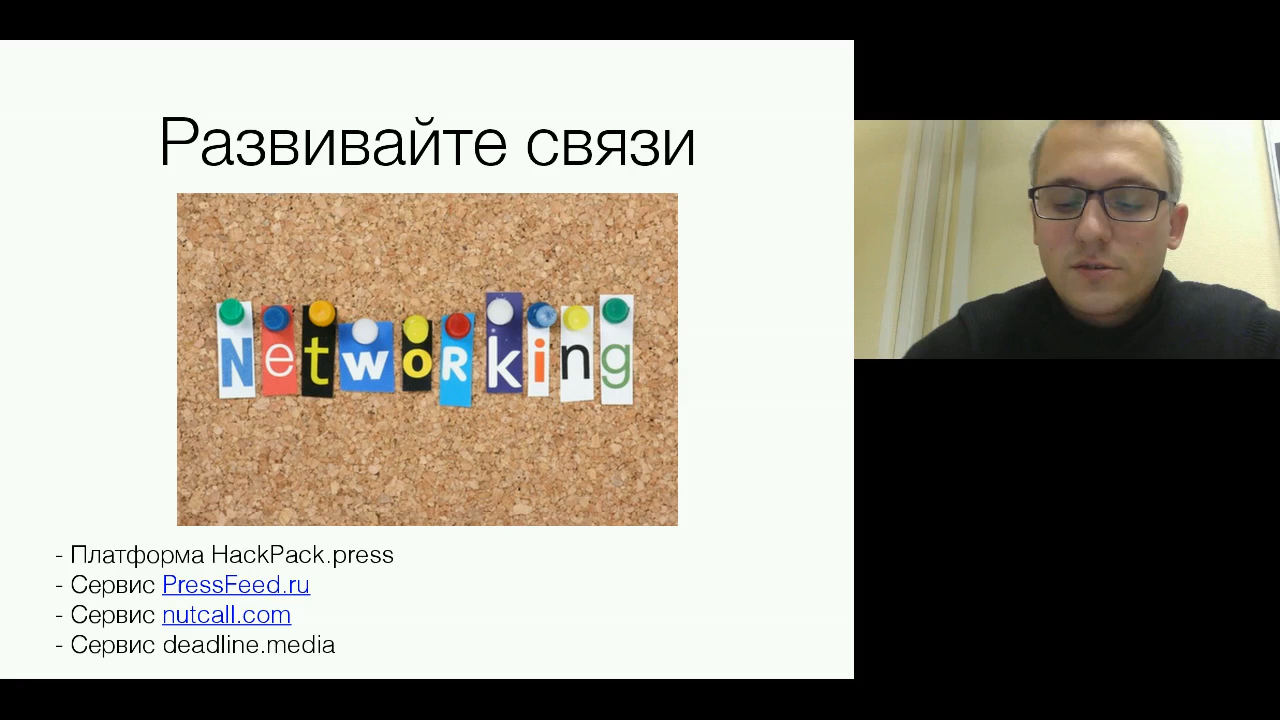 Развивайте связи
Networking
- Платформа HackPack.press
- Сервис PressFeed.ru
- Сервис nutcall.com
- Сервис deadline.media